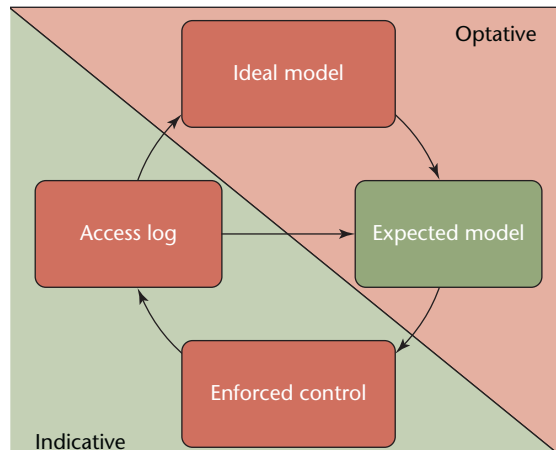 Optative
Ideal model
Access log
Expected model
Enforced control
Indicative